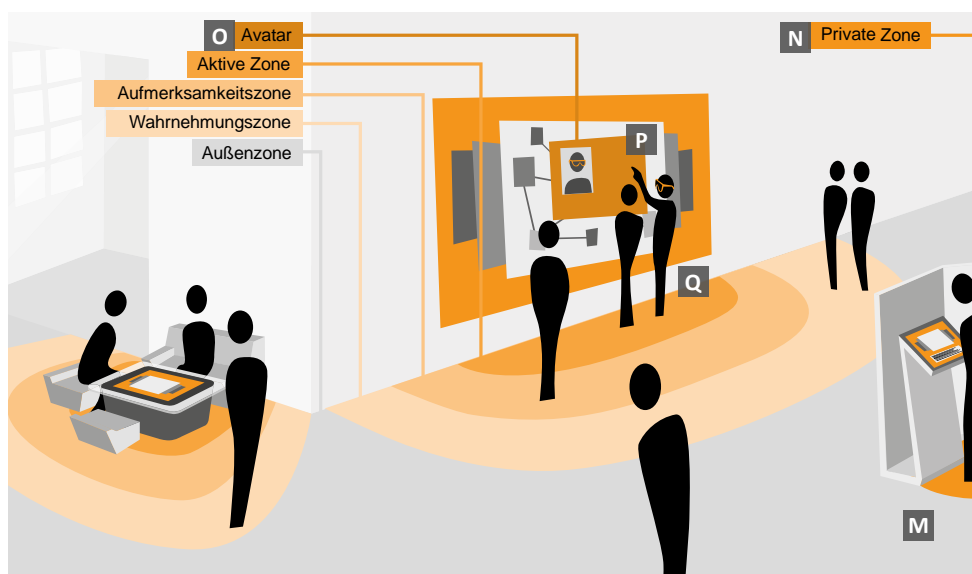 O Avatar
N Private Zone
Aktive Zone
Aufmerksamkeitszone
Wahrnehmungszone
Außenzone
P
Q
M